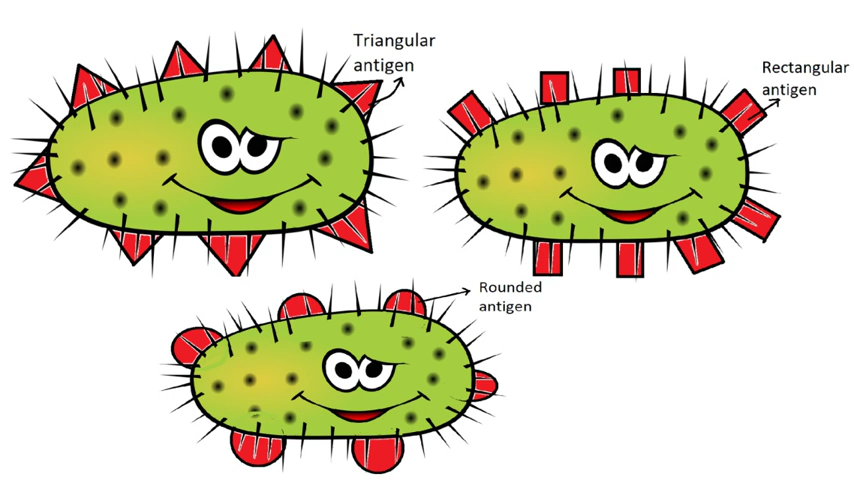 Triangular
antigen
Rectangular
antigen
Rounded
antigen